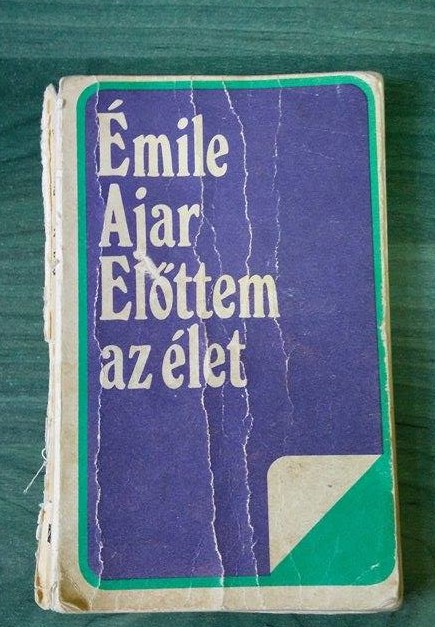 Émile
Ajar
Előttem
az élet